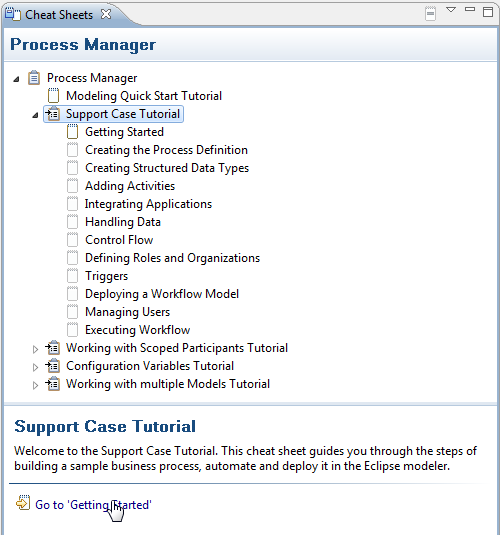 Cheat Sheets
Process Manager
Process Manager
Modeling Quick Start Tutorial
Support Case Tutorial
Getting Started
Creating the Process Definition
Creating Structured Data Types
Adding Activities
Integrating Applications
Handling Data
Control Flow
Defining Roles and Organizations
Triggers
Deploying a Workflow Model
Managing Users
Executing Workflow
Working with Scoped Participants Tutorial
Configuration Variables Tutorial
Working with multiple Models Tutorial
Support Case Tutorial
Welcome to the Support Case Tutorial. This cheat sheet guides you through the steps of
building a sample business process, automate and deploy it in the Eclipse modeler.
Go to 'Getting Started'